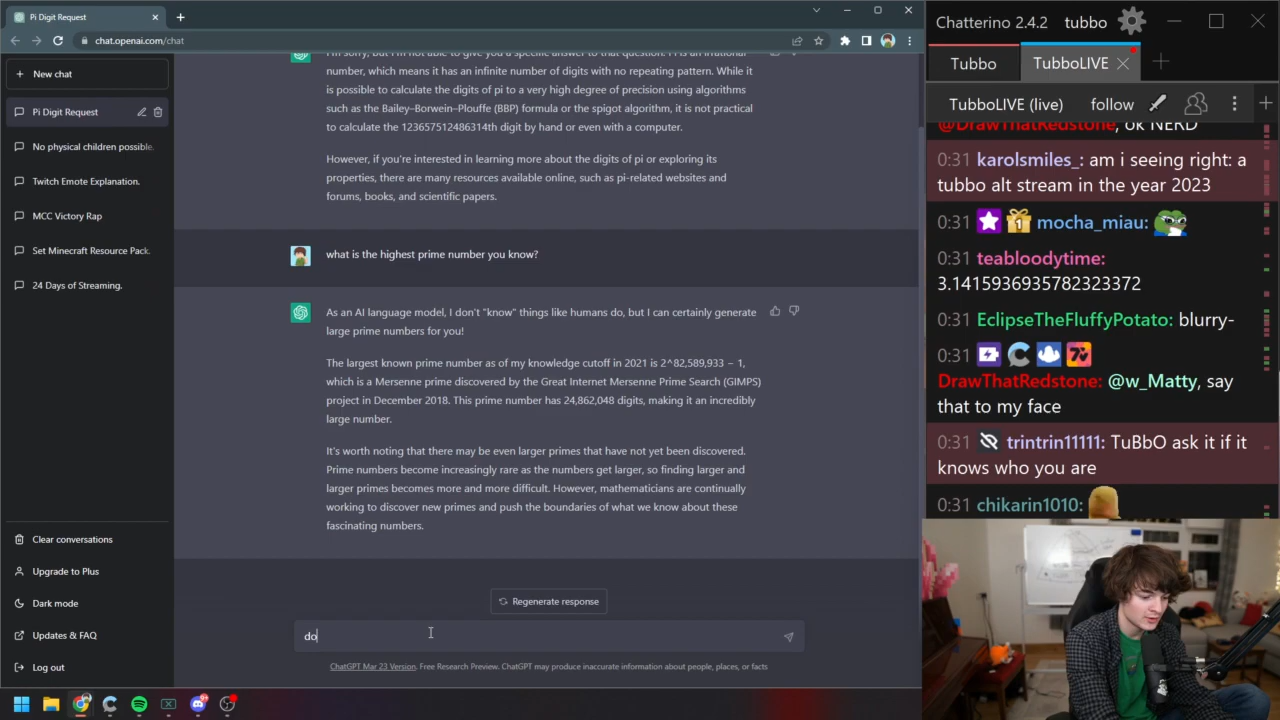 Pi Digit Request
chat.openai.com/chat
New chat
Pi Digit Request
No physical children possible.
Twitch Emote Explanation.
MCC Victory Rap
Set Minecraft Resource Pack.
24 Days of Streaming.
Clear conversations
Upgrade to Plus
Dark mode
Updates & FAQ
Log out
number, which means it has an infinite number of digits with no repeating pattern. While it
is possible to calculate the digits of pi to a very high degree of precision using algorithms
such as the Bailey–Borwein–Plouffe (BBP) formula or the spigot algorithm, it is not practical
to calculate the 123657512486314th digit by hand or even with a computer.
However, if you're interested in learning more about the digits of pi or exploring its
properties, there are many resources available online, such as pi-related websites and
forums, books, and scientific papers.
what is the highest prime number you know?
As an AI language model, I don't "know" things like humans do, but I can certainly generate
large prime numbers for you!
The largest known prime number as of my knowledge cutoff in 2021 is 2^82,589,933 − 1,
which is a Mersenne prime discovered by the Great Internet Mersenne Prime Search (GIMPS)
project in December 2018. This prime number has 24,862,048 digits, making it an incredibly
large number.
It's worth noting that there may be even larger primes that have not yet been discovered.
Prime numbers become increasingly rare as the numbers get larger, so finding larger and
larger primes becomes more and more difficult. However, mathematicians are continually
working to discover new primes and push the boundaries of what we know about these
fascinating numbers.
Regenerate response
do
ChatGPT Mar 23 Version. Free Research Preview. ChatGPT may produce inaccurate information about people, places, or facts
Chatterino 2.4.2 tubbo
Tubbo TubboLIVE
TubboLIVE (live) follow
@DrawThatRedstone, ok NERD
0:31 karolsmiles_: am i seeing right: a
tubbo alt stream in the year 2023
0:31 1 mocha_miau:
0:31 teabloodytime:
3.1415936935782323372
0:31 EclipseTheFluffyPotato: blurry-
0:31
DrawThatRedstone: @w_Matty, say
that to my face
0:31 trintrin11111: TuBbO ask it if it
knows who you are
0:31 chikarin1010: